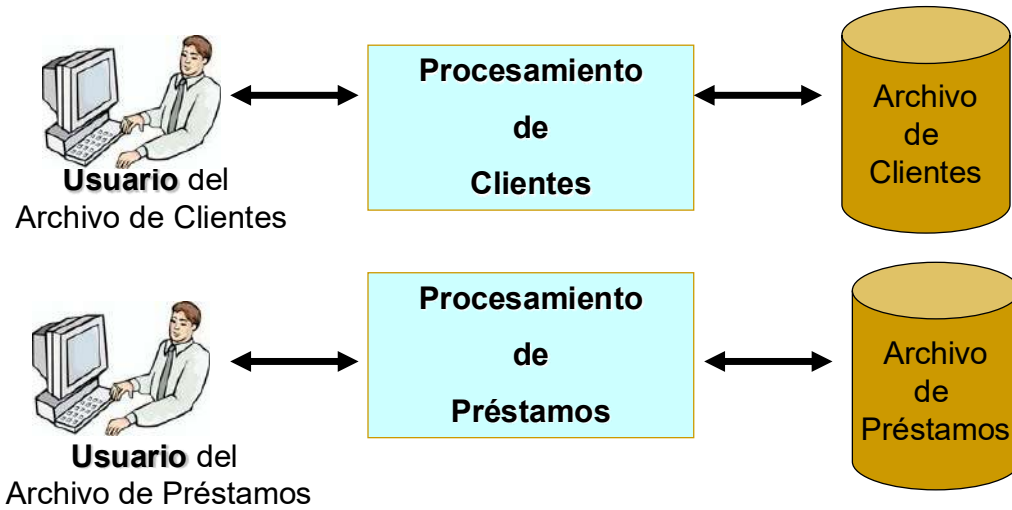 Procesamiento
de
Clientes
Archivo
de
Clientes
Usuario del
Archivo de Clientes
Procesamiento
de
Préstamos
Archivo
de
Préstamos
Usuario del
Archivo de Préstamos